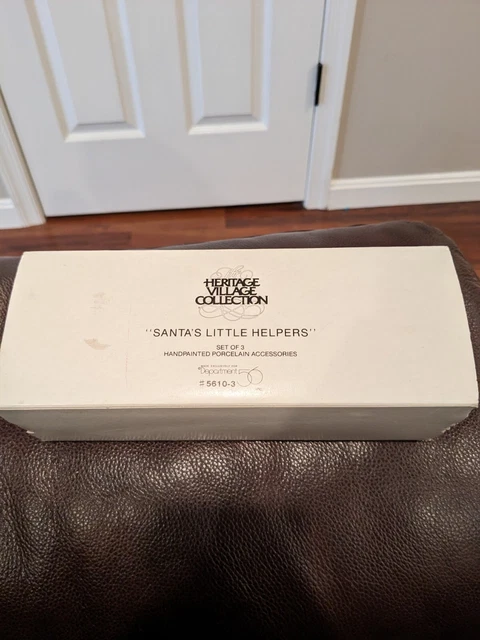 HERITAGE
VILLAGE
COLLECTION
"SANTA'S LITTLE HELPERS"
SET OF 3
HANDPAINTED PORCELAIN ACCESSORIES
Department 56
#5610-3